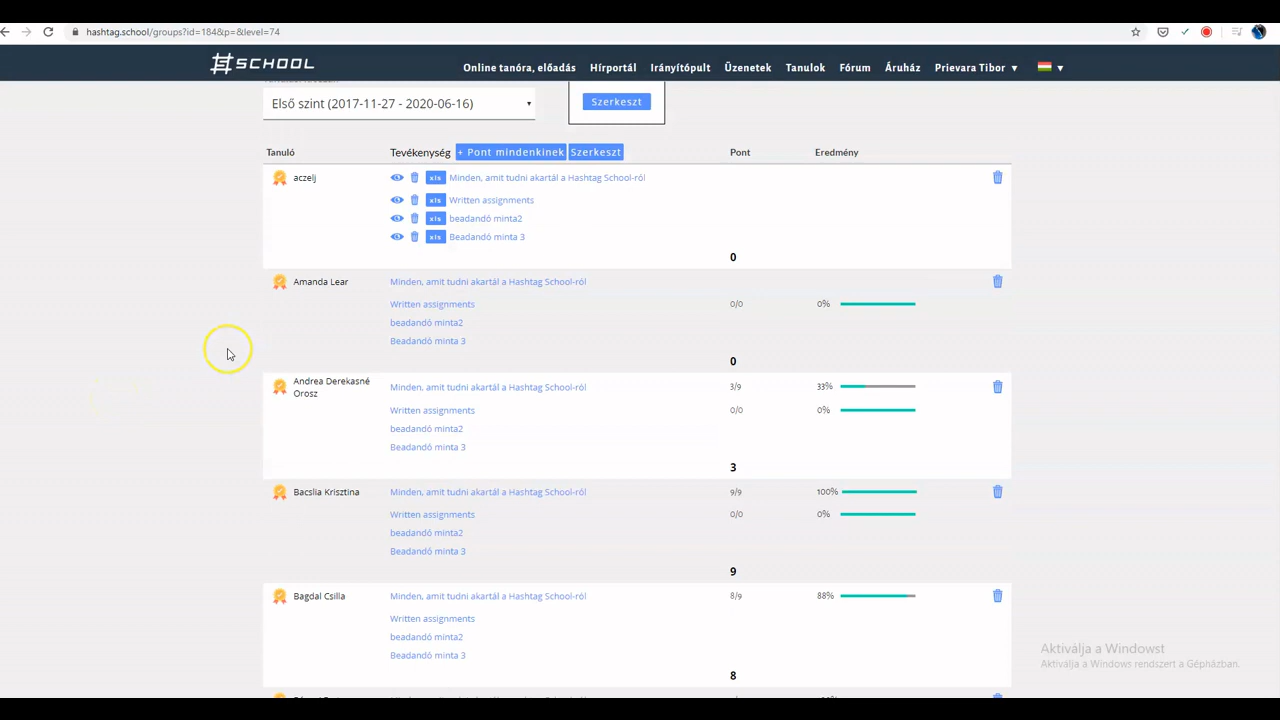 hashtag.school/groups?id=184&p=&level=74
#SCHOOL
Online tanóra, előadás Hírportál Irányítópult Üzenetek Tanulok Fórum Áruház Prievara Tibor ▼ ▼
Első szint (2017-11-27 - 2020-06-16)
Szerkeszt
Tanuló Tevékenység + Pont mindenkinek Szerkeszt Pont Eredmény
aczelj xls Minden, amit tudni akartál a Hashtag School-ról
Written assignments
xls beadandó minta2
xls Beadandó minta 3
0
Amanda Lear Minden, amit tudni akartál a Hashtag School-ról
Written assignments 0/0 0%
beadandó minta2
Beadandó minta 3
0
Andrea Derekasné Orosz Minden, amit tudni akartál a Hashtag School-ról 3/9 33%
Written assignments 0/0 0%
beadandó minta2
Beadandó minta 3
3
Bacslia Krisztina Minden, amit tudni akartál a Hashtag School-ról 9/9 100%
Written assignments 0/0 0%
beadandó minta2
Beadandó minta 3
9
Bagdal Csilla Minden, amit tudni akartál a Hashtag School-ról 8/9 88%
Written assignments
beadandó minta2
Beadandó minta 3
8
Aktiválja a Windowst
Aktiválja a Windows rendszert a Gépházban.